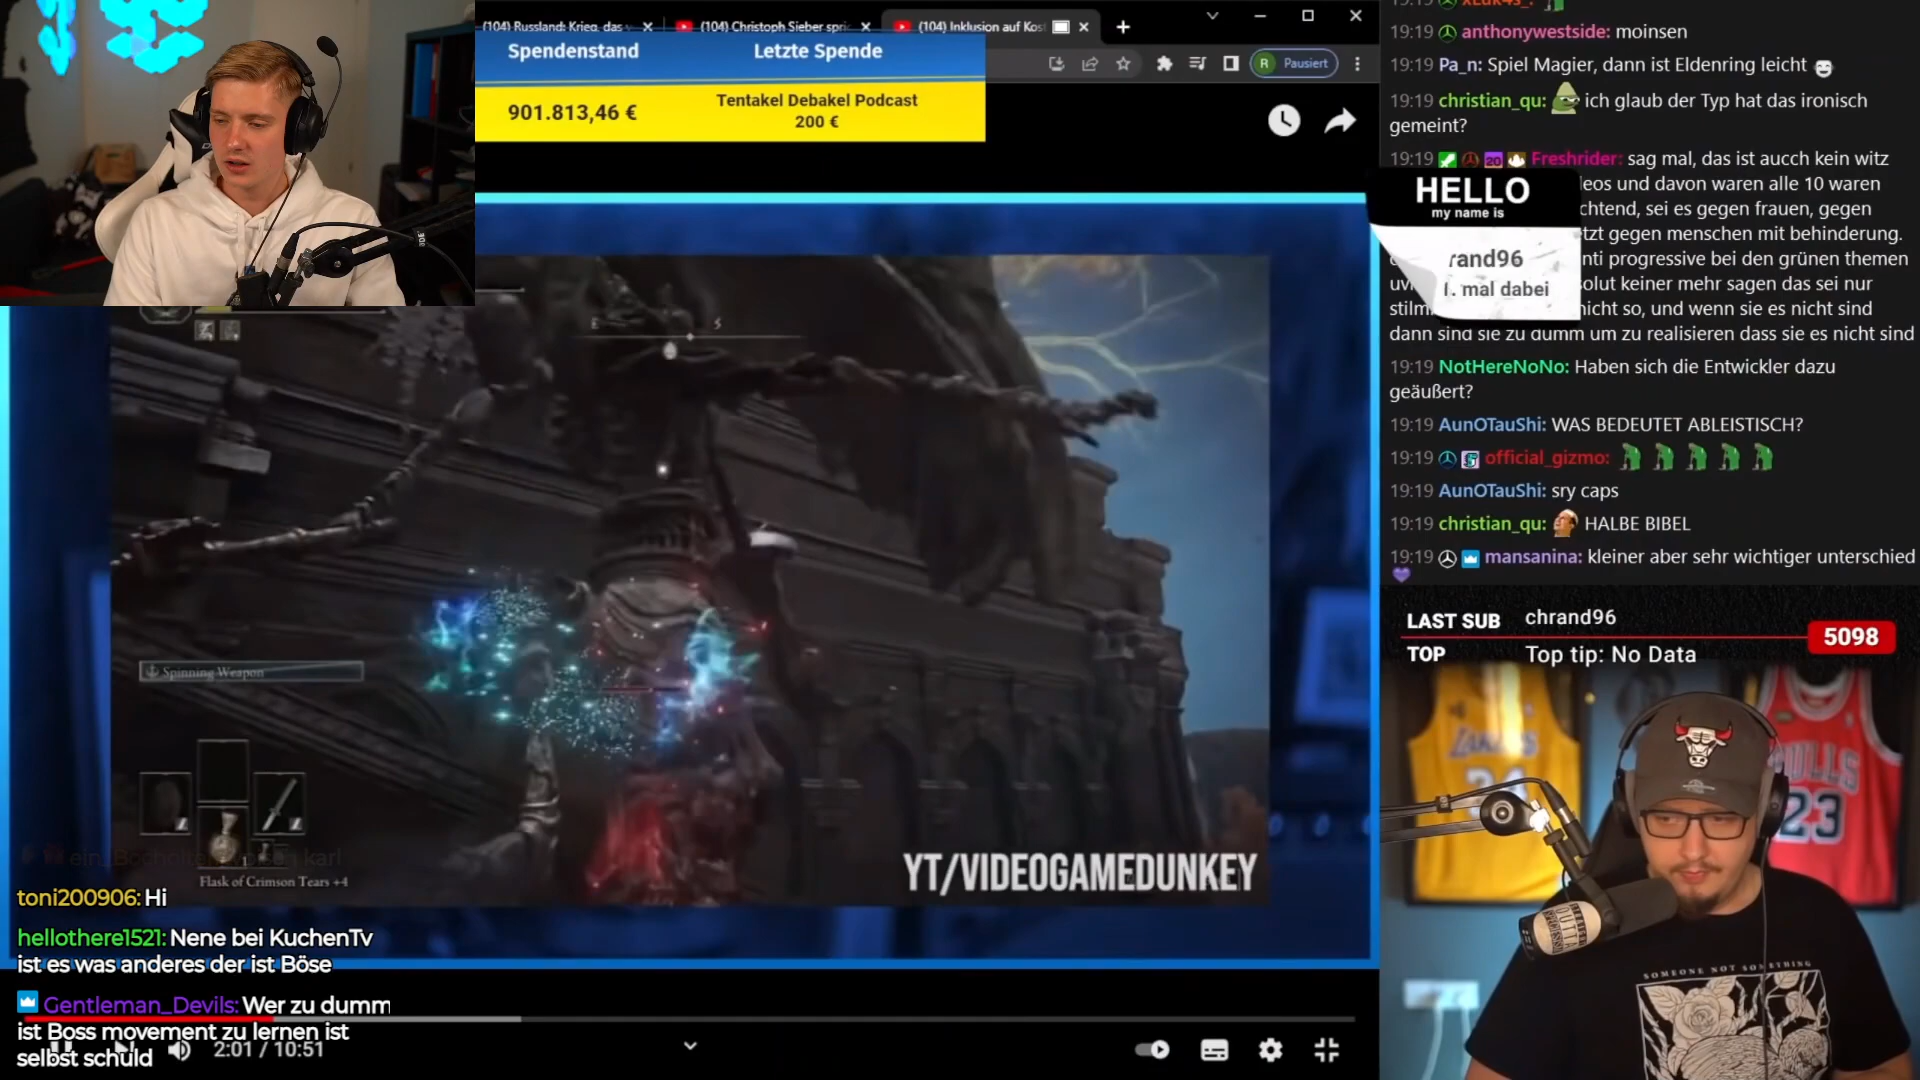 (104) Russland: Krieg, das
(104) Christoph Sieber spri
(104) Inklusion auf Kos
Spendenstand
Letzte Spende
901.813,46 €
Tentakel Debakel Podcast
200 €
R Pausiert
E S
Spinning Weapon
Flask of Crimson Tears +4
YT/VIDEOGAMEDUNKEY
karl
toni200906: Hi
hellothere1521: Nene bei KuchenTv
ist es was anderes der ist Böse
Gentleman_Devils: Wer zu dumm
ist Boss movement zu lernen ist
selbst schuld
2:01 / 10:51
19:19 anthonywestside: moinsen
19:19 Pa_n: Spiel Magier, dann ist Eldenring leicht
19:19 christian_qu: ich glaub der Typ hat das ironisch
gemeint?
19:19 20 Freshrider: sag mal, das ist aucch kein witz
eos und davon waren alle 10 waren
chtend, sei es gegen frauen, gegen
tzt gegen menschen mit behinderung.
nti progressive bei den grünen themen
solut keiner mehr sagen das sei nur
stilm nicht so, und wenn sie es nicht sind
dann sind sie zu dumm um zu realisieren dass sie es nicht sind
HELLO
my name is
rand96
mal dabei
19:19 NotHereNoNo: Haben sich die Entwickler dazu
geäußert?
19:19 AunOTauShi: WAS BEDEUTET ABLEISTISCH?
19:19 official_gizmo:
19:19 AunOTauShi: sry caps
19:19 christian_qu: HALBE BIBEL
19:19 mansanina: kleiner aber sehr wichtiger unterschied
LAST SUB chrand96
5098
TOP Top tip: No Data
LAKERS
BULLS
23
SOMEONE NOT SOMETHING